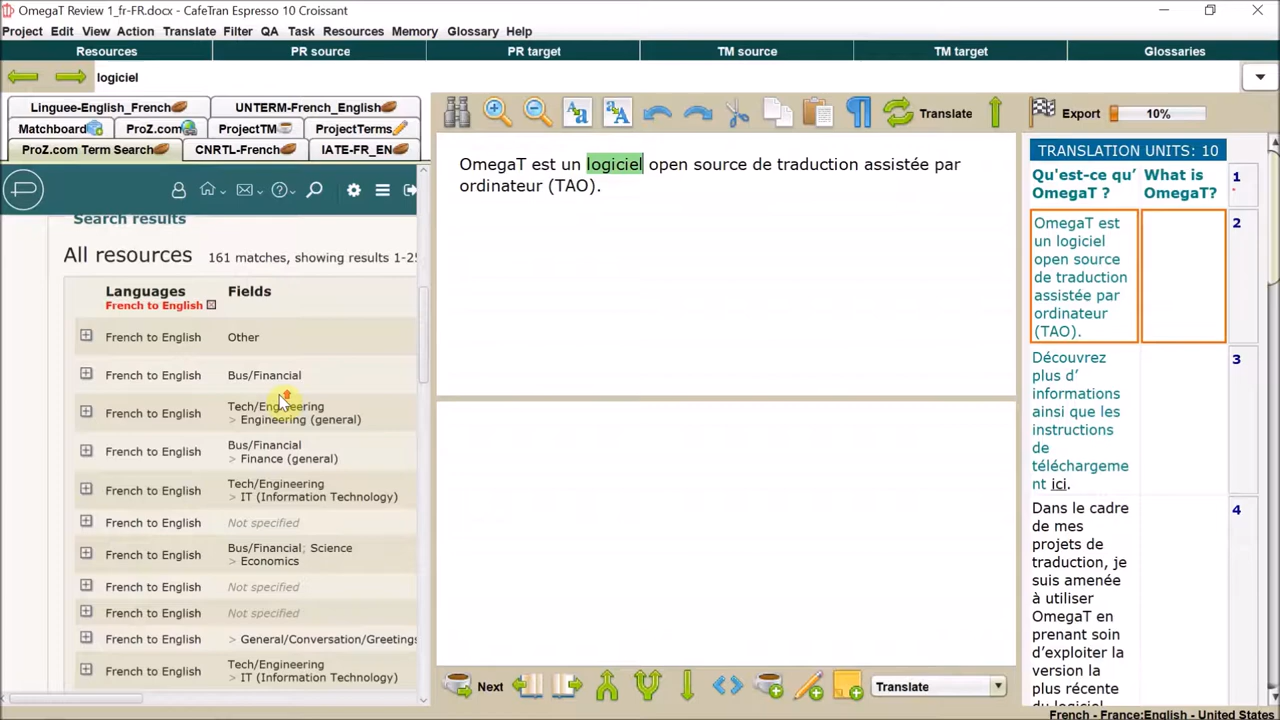 OmegaT Review 1_fr-FR.docx - CafeTran Espresso 10 Croissant
Project Edit View Action Translate Filter QA Task Resources Memory Glossary Help
Resources PR source PR target TM source TM target Glossaries
logiciel
Linguee-English_French UNTERM-French_English
Matchboard ProZ.com ProjectTM ProjectTerms
ProZ.com Term Search CNRTL-French IATE-FR_EN
Search results
All resources 161 matches, showing results 1-25
Languages Fields
French to English
French to English Other
French to English Bus/Financial
French to English Tech/Engineering
> Engineering (general)
French to English Bus/Financial
> Finance (general)
French to English Tech/Engineering
> IT (Information Technology)
French to English Not specified
French to English Bus/Financial; Science
> Economics
French to English Not specified
French to English Not specified
French to English > General/Conversation/Greetings
French to English Tech/Engineering
> IT (Information Technology)
Translate Export 10%
OmegaT est un logiciel open source de traduction assistée par
ordinateur (TAO).
Next Translate
TRANSLATION UNITS: 10
Qu'est-ce qu’
OmegaT ?
What is
OmegaT?
1
OmegaT est
un logiciel
open source
de traduction
assistée par
ordinateur
(TAO).
2
Découvrez
plus d’
informations
ainsi que les
instructions
de
téléchargeme
nt ici.
3
Dans le cadre
de mes
projets de
traduction, je
suis amenée
à utiliser
OmegaT en
prenant soin
d’exploiter la
version la
plus récente
du logiciel
4
French - France:English - United States